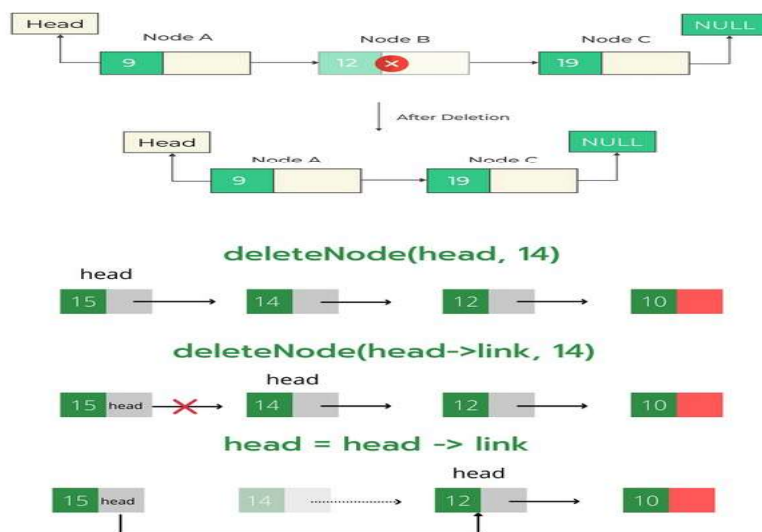 Head
NULL
Node A Node B Node C
9 12 19
After Deletion
Head
NULL
Node A Node C
9 19
deleteNode(head, 14)
head
15 14 12 10
deleteNode(head->link, 14)
head
15 head 14 12 10
head = head -> link
head
15 head 14 12 10